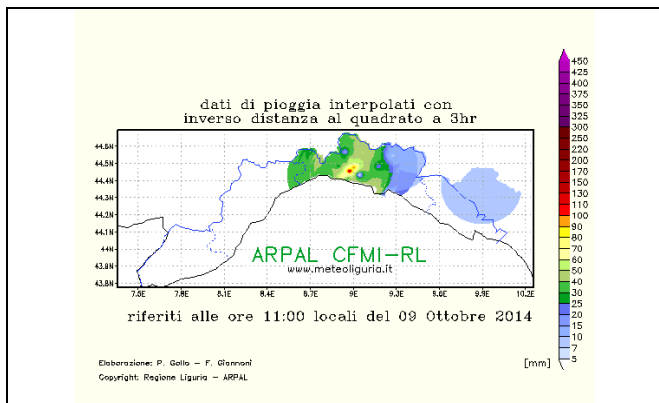 dati di pioggia interpolati con
inverso distanza al quadrato a 3hr
450
425
400
375
350
300
250
200
170
150
130
110
100
90
80
70
60
50
40
30
25
20
15
10
7
5
44.6N
44.5N
44.4N
44.3N
44.2N
44.1N
44N
43.9N
43.8N
ARPAL CFMI-RL
www.meteoliguria.it
7.5E 7.8E 8.1E 8.4E 8.7E 9E 9.3E 9.6E 9.9E 10.2E
riferiti alle ore 11:00 locali del 09 Ottobre 2014
Elaborazione: P. Gollo - F. Giannoni
[mm]
Copyright: Regione Liguria - ARPAL